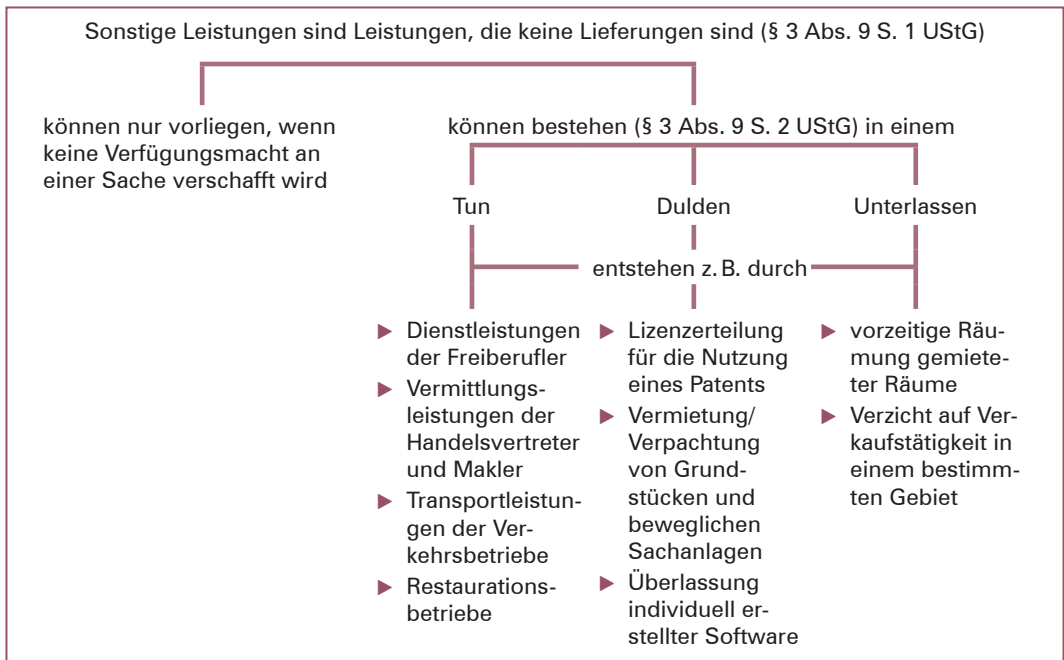 Sonstige Leistungen sind Leistungen, die keine Lieferungen sind (§ 3 Abs. 9 S. 1 UStG)
können nur vorliegen, wenn
keine Verfügungsmacht an
einer Sache verschafft wird
können bestehen (§ 3 Abs. 9 S. 2 UStG) in einem
Tun
Dulden
Unterlassen
entstehen z. B. durch
▶ Dienstleistungen
der Freiberufler
▶ Vermittlungs-
leistungen der
Handelsvertreter
und Makler
▶ Transportleistun-
gen der Ver-
kehrsbetriebe
▶ Restaurations-
betriebe
▶ Lizenzerteilung
für die Nutzung
eines Patents
▶ Vermietung/
Verpachtung
von Grund-
stücken und
beweglichen
Sachanlagen
▶ Überlassung
individuell er-
stellter Software
▶ vorzeitige Räu-
mung gemiete-
ter Räume
▶ Verzicht auf Ver-
kaufstätigkeit in
einem bestimm-
ten Gebiet